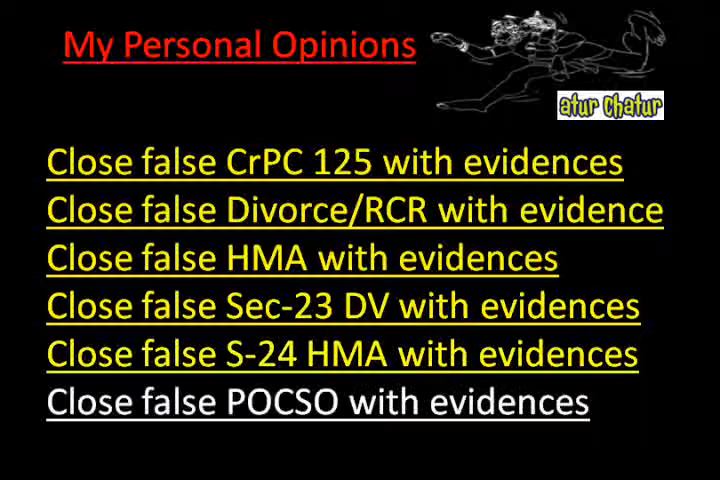 My Personal Opinions
atur chatur
Close false CrPC 125 with evidences
Close false Divorce/RCR with evidence
Close false HMA with evidences
Close false Sec-23 DV with evidences
Close false S-24 HMA with evidences
Close false POCSO with evidences